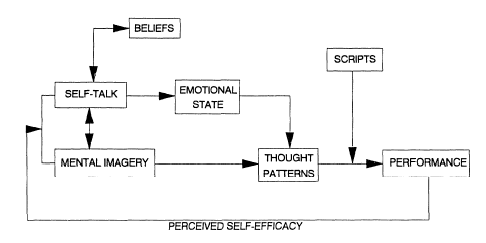 BELIEFS
SCRIPTS
SELF-TALK
EMOTIONAL
STATE
MENTAL IMAGERY
THOUGHT
PATTERNS
PERFORMANCE
PERCEIVED SELF-EFFICACY